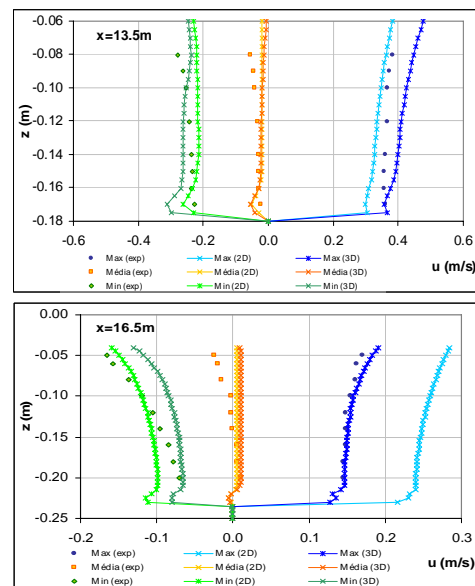 x=13.5m
z (m)
-0.06
-0.08
-0.10
-0.12
-0.14
-0.16
-0.18
-0.6 -0.4 -0.2 0.0 0.2 0.4 0.6
u (m/s)
Max (exp) Max (2D) Max (3D)
Média (exp) Média (2D) Média (3D)
Min (exp) Min (2D) Min (3D)
x=16.5m
z (m)
0.00
-0.05
-0.10
-0.15
-0.20
-0.25
-0.2 -0.1 0.0 0.1 0.2 0.3
u (m/s)
Max (exp) Max (2D) Max (3D)
Média (exp) Média (2D) Média (3D)
Min (exp) Min (2D) Min (3D)